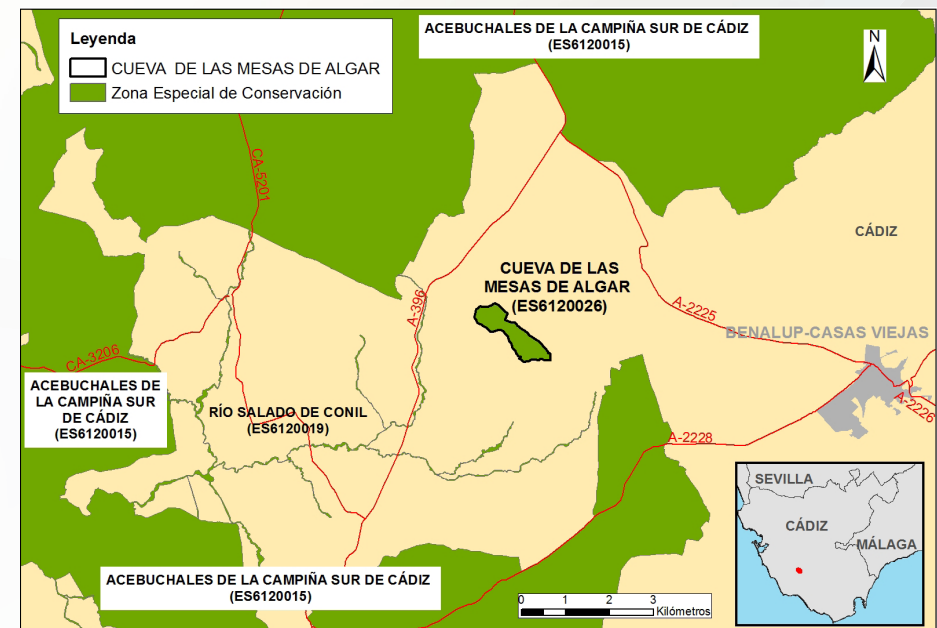 Leyenda
CUEVA DE LAS MESAS DE ALGAR
Zona Especial de Conservación
ACEBUCHALES DE LA CAMPIÑA SUR DE CÁDIZ
(ES6120015)
N
CA-5201
CÁDIZ
CUEVA DE LAS
MESAS DE ALGAR
(ES6120026)
A-396
A-2225
BENALUP-CASAS VIEJAS
CA-3206
ACEBUCHALES DE
LA CAMPIÑA SUR
DE CÁDIZ
(ES6120015)
RÍO SALADO DE CONIL
(ES6120019)
A-2226
A-2228
SEVILLA
CÁDIZ
MÁLAGA
ACEBUCHALES DE LA CAMPIÑA SUR DE CÁDIZ
(ES6120015)
0 1 2 3
Kilómetros